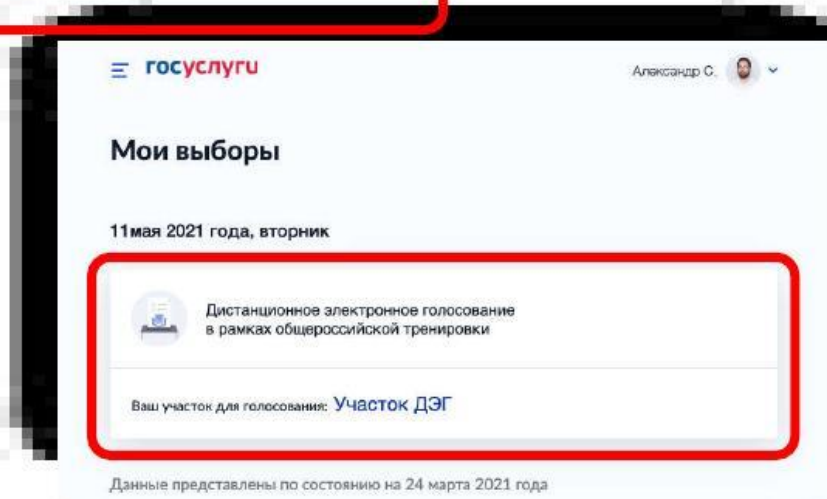 госуслуги
Александр С.
Мои выборы
11мая 2021 года, вторник
Дистанционное электронное голосование
в рамках общероссийской тренировки
Ваш участок для голосования: Участок ДЭГ
Данные представлены по состоянию на 24 марта 2021 года